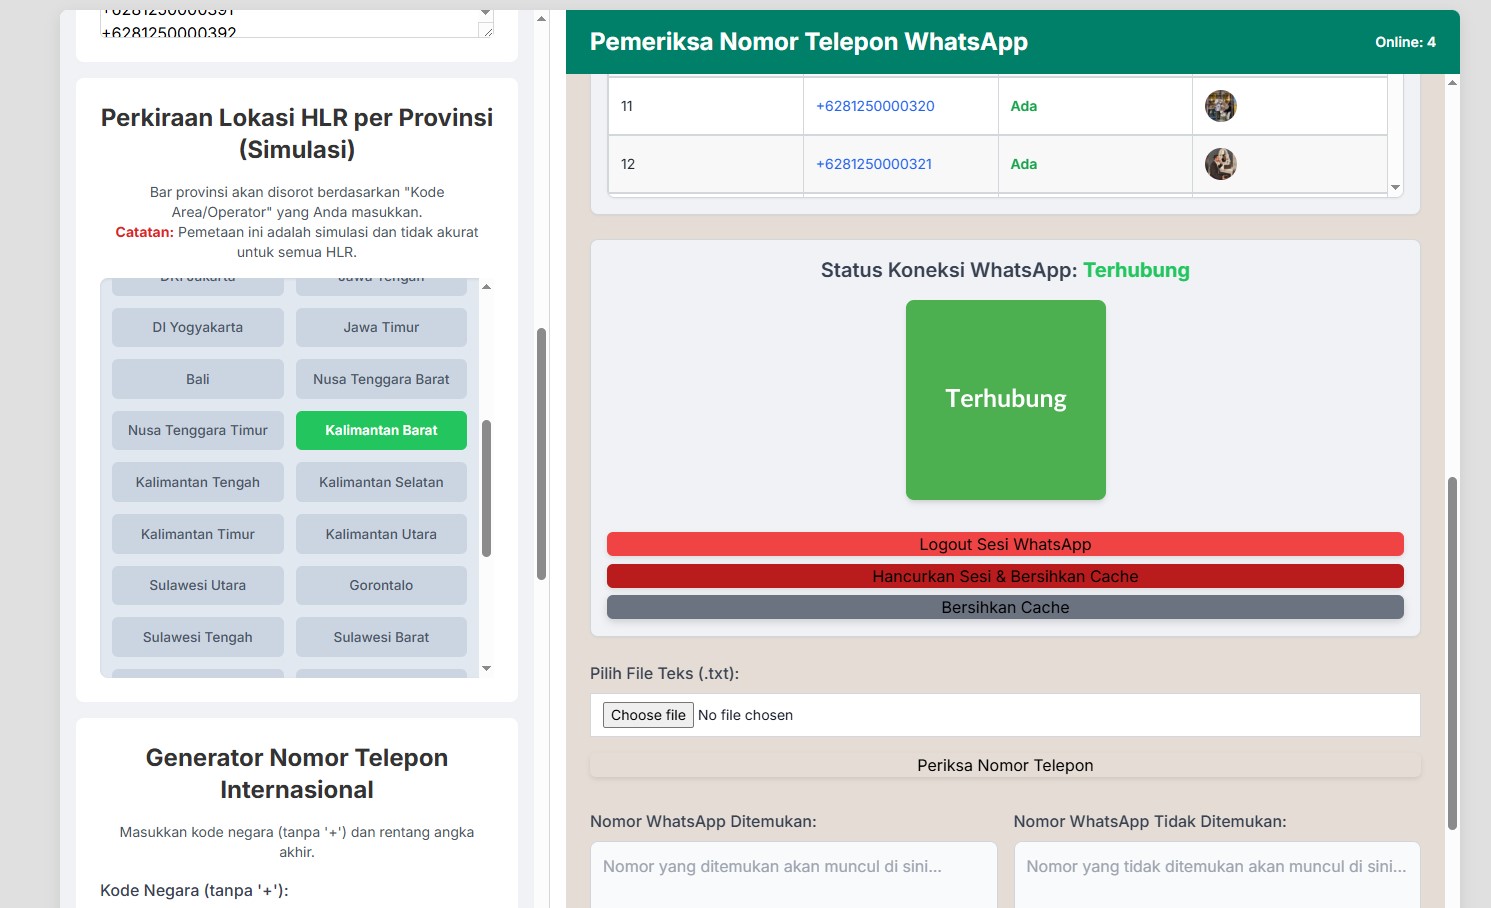 +6281250000391
+6281250000392
Perkiraan Lokasi HLR per Provinsi
(Simulasi)
Bar provinsi akan disorot berdasarkan "Kode
Area/Operator" yang Anda masukkan.
Catatan: Pemetaan ini adalah simulasi dan tidak akurat
untuk semua HLR.
DKI Jakarta
Jawa Tengah
DI Yogyakarta
Jawa Timur
Bali
Nusa Tenggara Barat
Nusa Tenggara Timur
Kalimantan Barat
Kalimantan Tengah
Kalimantan Selatan
Kalimantan Timur
Kalimantan Utara
Sulawesi Utara
Gorontalo
Sulawesi Tengah
Sulawesi Barat
Generator Nomor Telepon
Internasional
Masukkan kode negara (tanpa '+') dan rentang angka
akhir.
Kode Negara (tanpa '+'):
Pemeriksa Nomor Telepon WhatsApp
Online: 4
11 +6281250000320 Ada
12 +6281250000321 Ada
Status Koneksi WhatsApp: Terhubung
Terhubung
Logout Sesi WhatsApp
Hancurkan Sesi & Bersihkan Cache
Bersihkan Cache
Pilih File Teks (.txt):
Choose file No file chosen
Periksa Nomor Telepon
Nomor WhatsApp Ditemukan:
Nomor yang ditemukan akan muncul di sini...
Nomor WhatsApp Tidak Ditemukan:
Nomor yang tidak ditemukan akan muncul di sini...